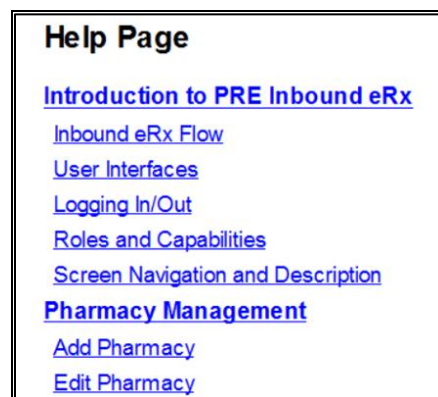 Help Page
Introduction to PRE Inbound eRx
Inbound eRx Flow
User Interfaces
Logging In/Out
Roles and Capabilities
Screen Navigation and Description
Pharmacy Management
Add Pharmacy
Edit Pharmacy